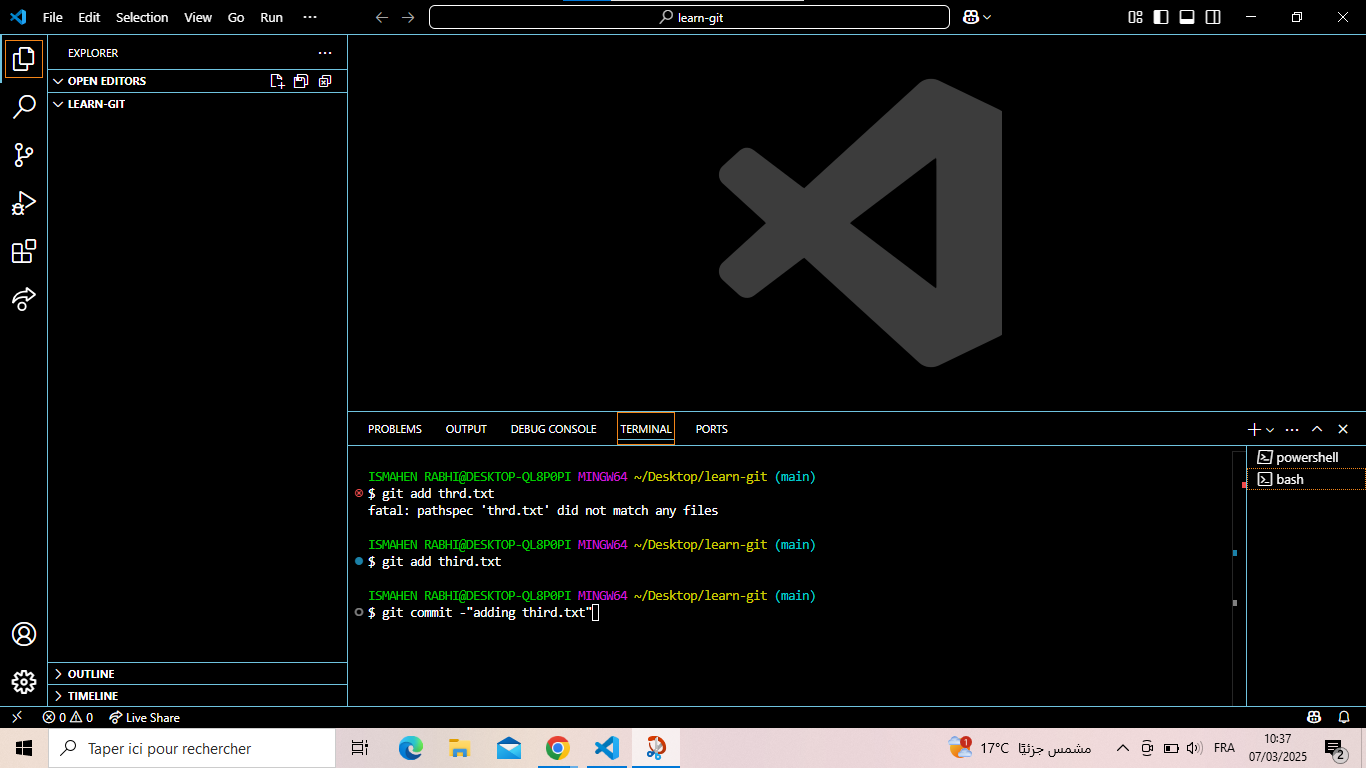 File Edit Selection View Go Run ···
learn-git
EXPLORER
OPEN EDITORS
LEARN-GIT
PROBLEMS OUTPUT DEBUG CONSOLE TERMINAL PORTS
ISMAHEN RABHI@DESKTOP-QL8P0PI MINGW64 ~/Desktop/learn-git (main)
$ git add thrd.txt
fatal: pathspec 'thrd.txt' did not match any files
ISMAHEN RABHI@DESKTOP-QL8P0PI MINGW64 ~/Desktop/learn-git (main)
$ git add third.txt
ISMAHEN RABHI@DESKTOP-QL8P0PI MINGW64 ~/Desktop/learn-git (main)
$ git commit -"adding third.txt"
powershell
bash
OUTLINE
TIMELINE
0 0 Live Share
Taper ici pour rechercher
1
17°C مشمس جزئيًا
FRA
10:37
07/03/2025
2